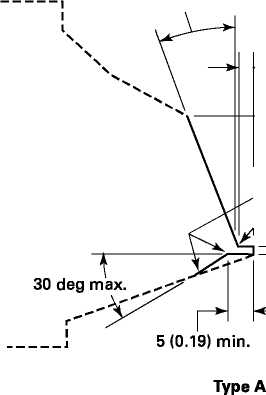 30 deg max.
5 (0.19) min.
Type A